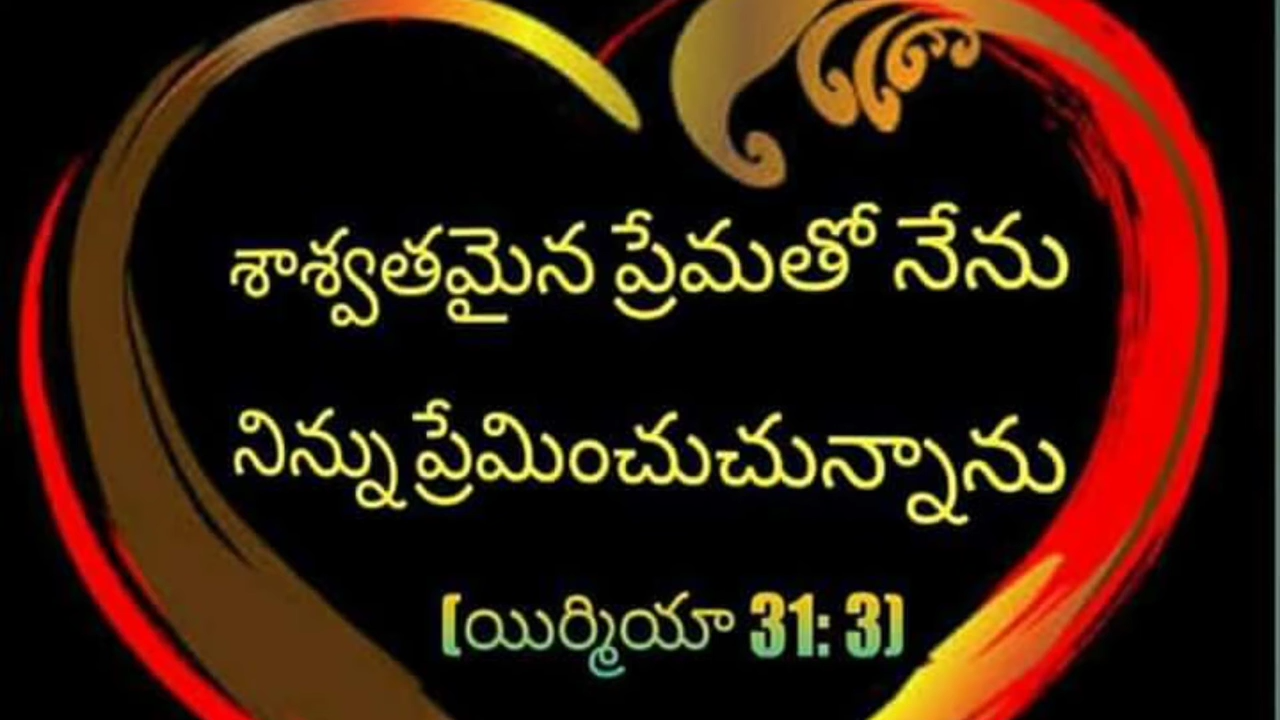 శాశ్వతమైన ప్రేమతో నేను
నిన్ను ప్రేమించుచున్నాను
(యిర్మియా 31: 3)